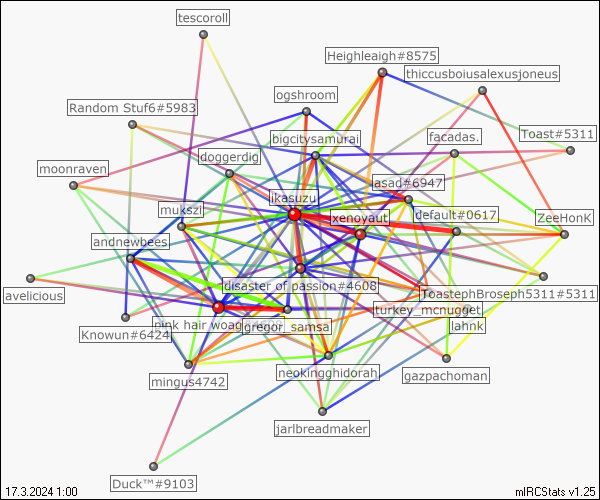 tescoroll
Heighleaigh#8575
thiccusboiusalexusjoneus
ogshroom
Random Stuf6#5983
Toast#5311
bigcitysamurai
facadas.
doggerdig
moonraven
asad#6947
ikasuzu
mukszi
xenoyaut
default#0617
ZeeHonK
andnewbees
disaster of passion#4608
avelicious
ToastephBroseph5311#5311
turkey_mcnugget
pink hair woag
gregor_samsa
Knowun#6424
lahnk
neokingghidorah
mingus4742
gazpachoman
jarlbreadmaker
Duck™#9103
17.3.2024 1:00
mIRCStats v1.25